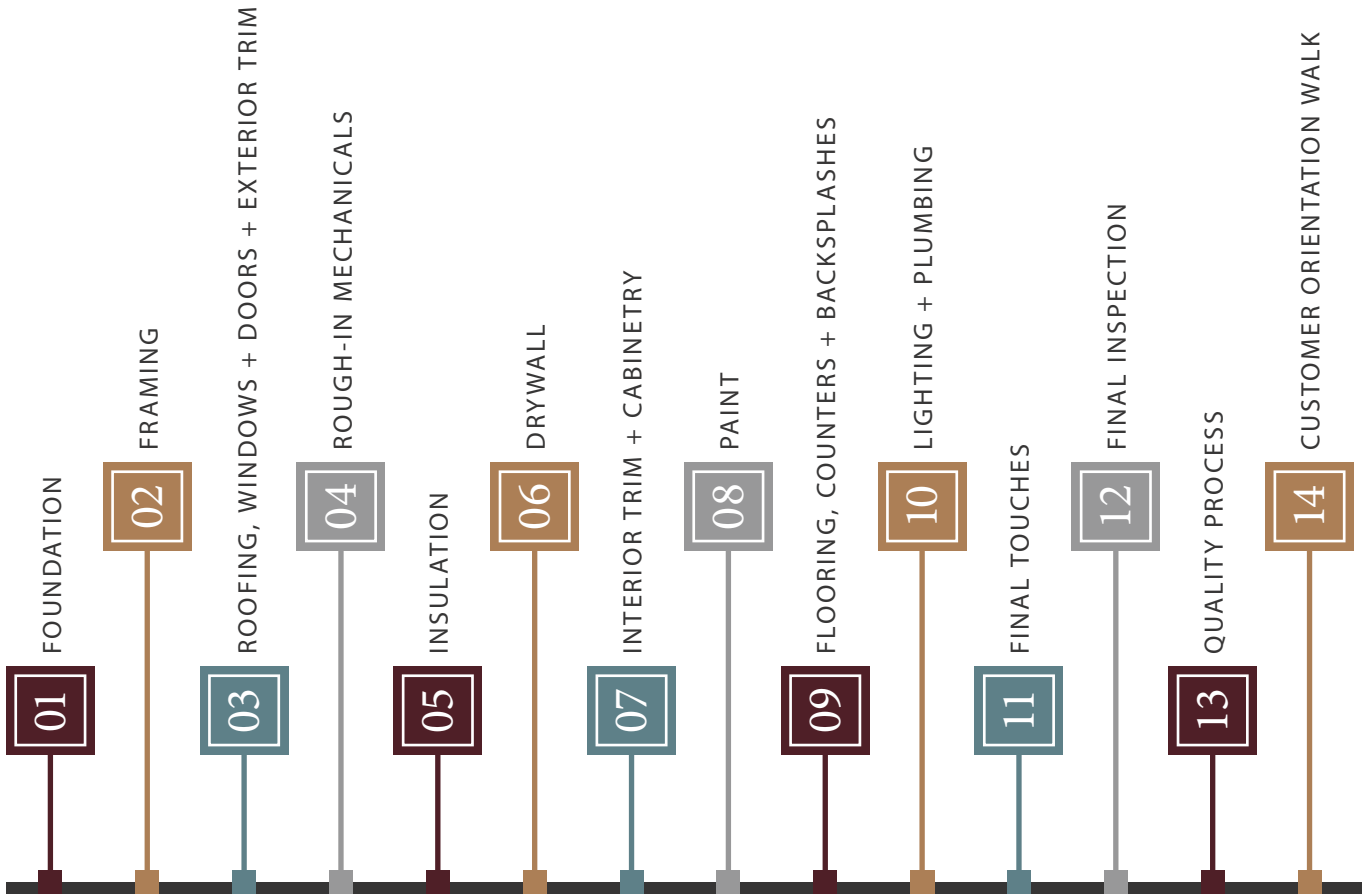 01
FOUNDATION
02
FRAMING
03
ROOFING, WINDOWS + DOORS + EXTERIOR TRIM
04
ROUGH-IN MECHANICALS
05
INSULATION
06
DRYWALL
07
INTERIOR TRIM + CABINETRY
08
PAINT
09
FLOORING, COUNTERS + BACKSPLASHES
10
LIGHTING + PLUMBING
11
FINAL TOUCHES
12
FINAL INSPECTION
13
QUALITY PROCESS
14
CUSTOMER ORIENTATION WALK